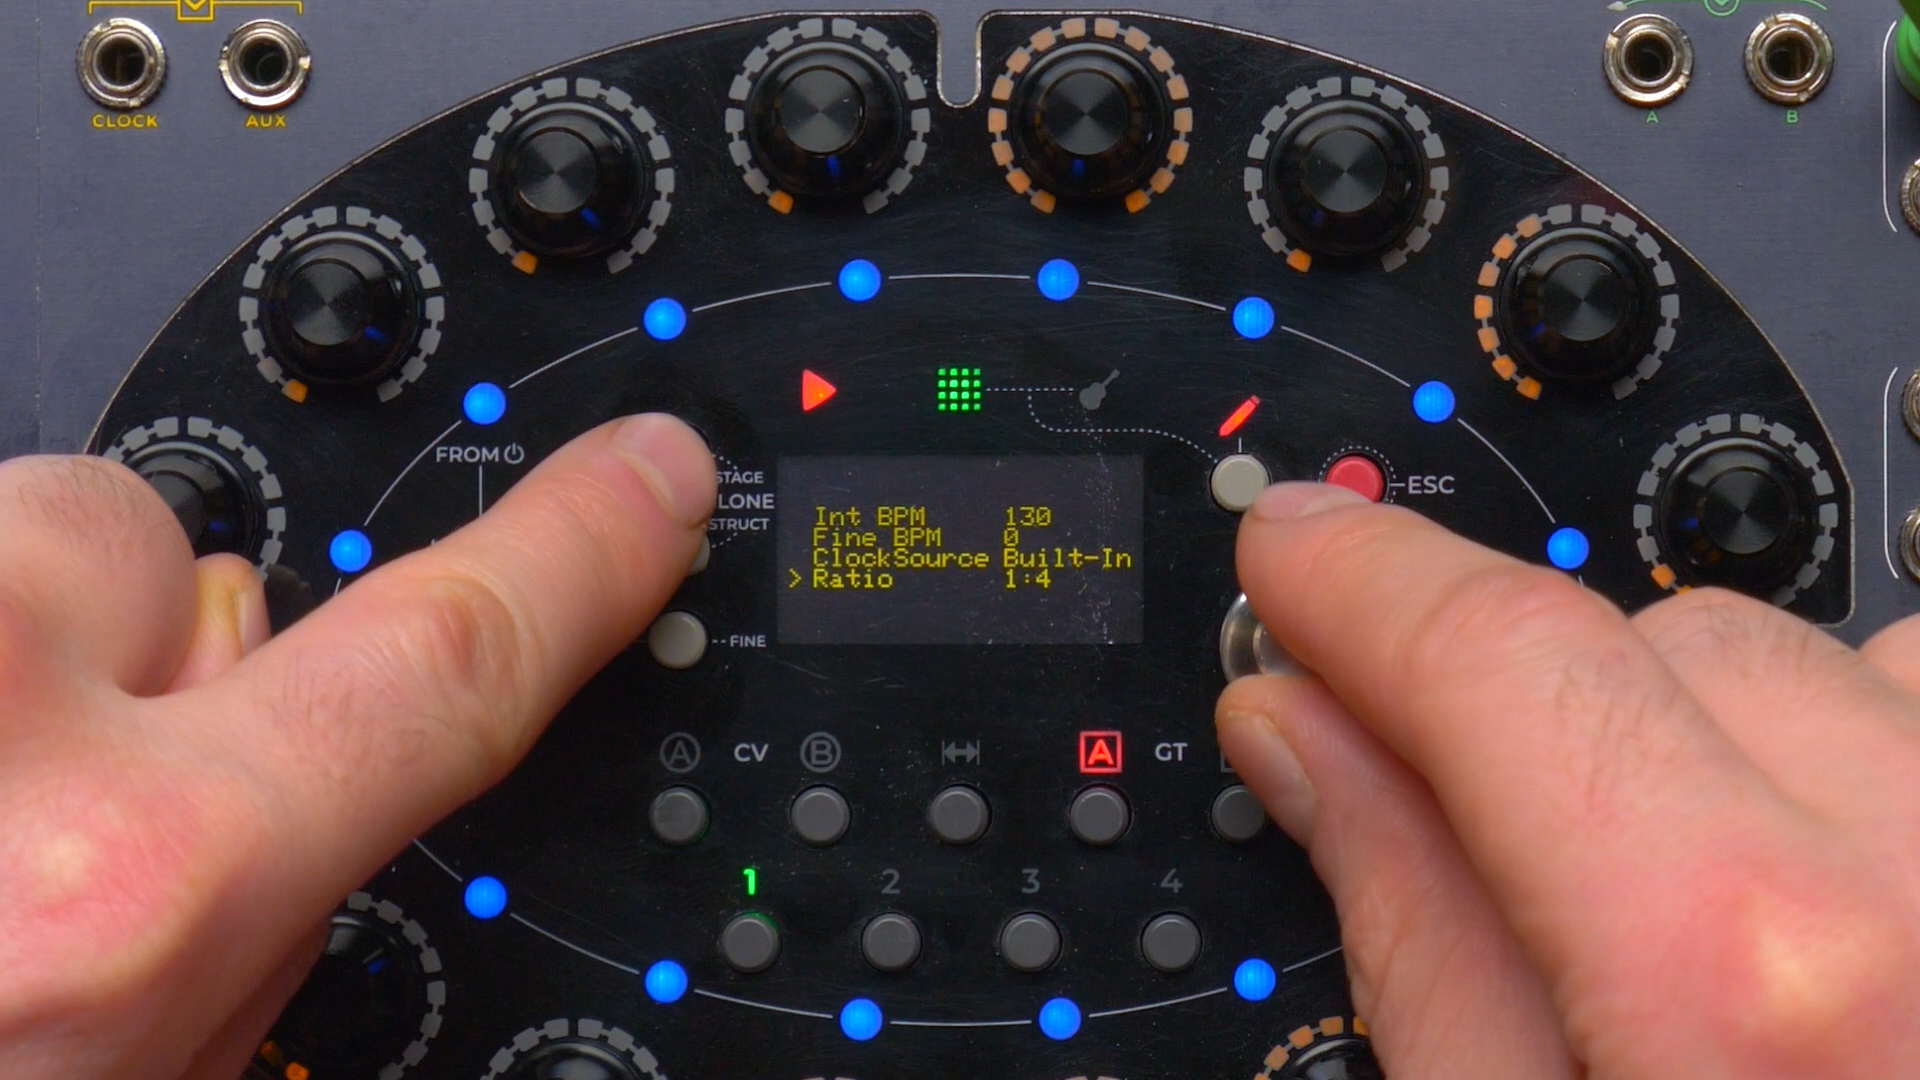 CLOCK AUX
A B
FROM
STAGE
LONE
STRUCT
ESC
Int BPM 130
Fine BPM 0
ClockSource Built-In
> Ratio 1:4
FINE
A CV B A GT
1 2 3 4